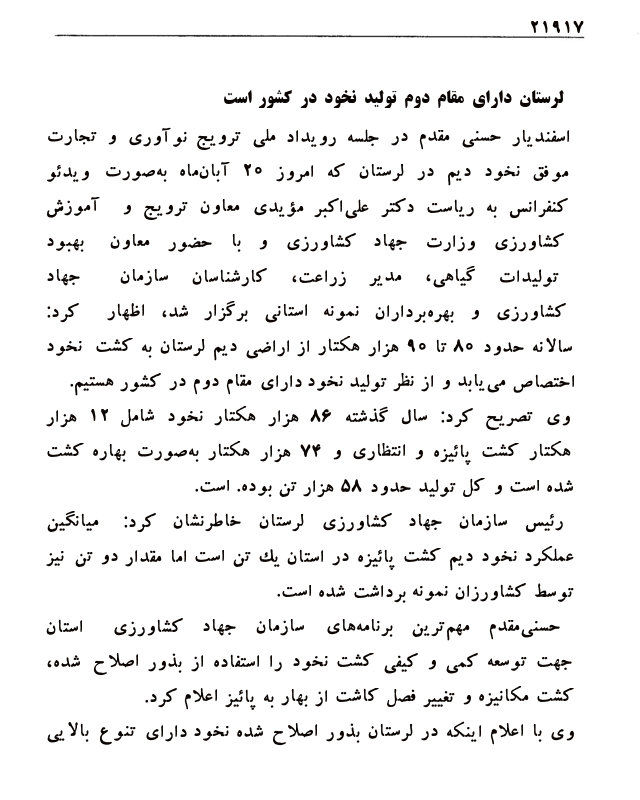 ۲۱۹۱۷
لرستان دارای مقام دوم تولید نخود در کشور است
اسفندیار حسنی مقدم در جلسه رویداد ملی ترویج نوآوری و تجارت
موفق نخود دیم در لرستان که امروز ۲۰ آبان‌ماه به‌صورت ویدئو
کنفرانس به ریاست دکتر علی‌اکبر مؤیدی معاون ترویج و آموزش
کشاورزی وزارت جهاد کشاورزی و با حضور معاون بهبود
تولیدات گیاهی، مدیر زراعت، کارشناسان سازمان جهاد
کشاورزی و بهره‌برداران نمونه استانی برگزار شد، اظهار کرد:
سالانه حدود ۸۰ تا ۹۰ هزار هکتار از اراضی دیم لرستان به کشت نخود
اختصاص می‌یابد و از نظر تولید نخود دارای مقام دوم در کشور هستیم.
وی تصریح کرد: سال گذشته ۸۶ هزار هکتار نخود شامل ۱۲ هزار
هکتار کشت پائیزه و انتظاری و ۷۴ هزار هکتار به‌صورت بهاره کشت
شده است و کل تولید حدود ۵۸ هزار تن بوده. است.
رئیس سازمان جهاد کشاورزی لرستان خاطرنشان کرد: میانگین
عملکرد نخود دیم کشت پائیزه در استان یك تن است اما مقدار دو تن نیز
توسط کشاورزان نمونه برداشت شده است.
حسنی‌مقدم مهم‌ترین برنامه‌های سازمان جهاد کشاورزی استان
جهت توسعه کمی و کیفی کشت نخود را استفاده از بذور اصلاح شده،
کشت مکانیزه و تغییر فصل کاشت از بهار به پائیز اعلام کرد.
وی با اعلام اینکه در لرستان بذور اصلاح شده نخود دارای تنوع بالایی